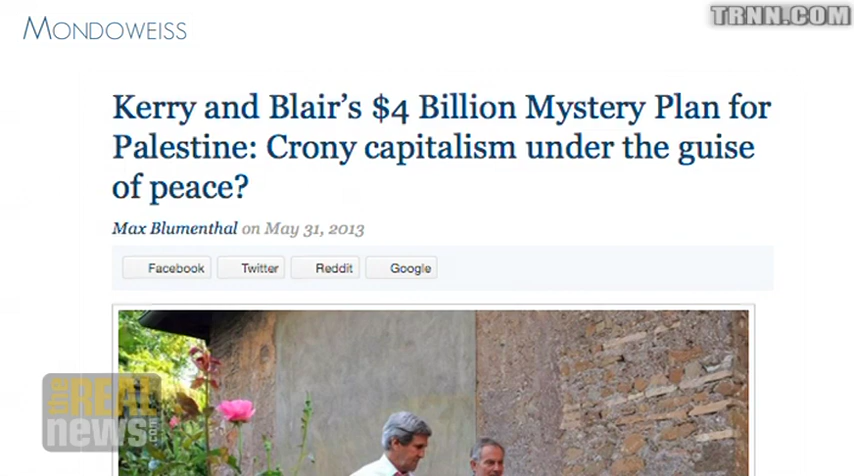 TRNN.COM
MONDOWEISS
Kerry and Blair's $4 Billion Mystery Plan for
Palestine: Crony capitalism under the guise
of peace?
Max Blumenthal on May 31, 2013
Facebook Twitter Reddit Google
the
REAL
news.com